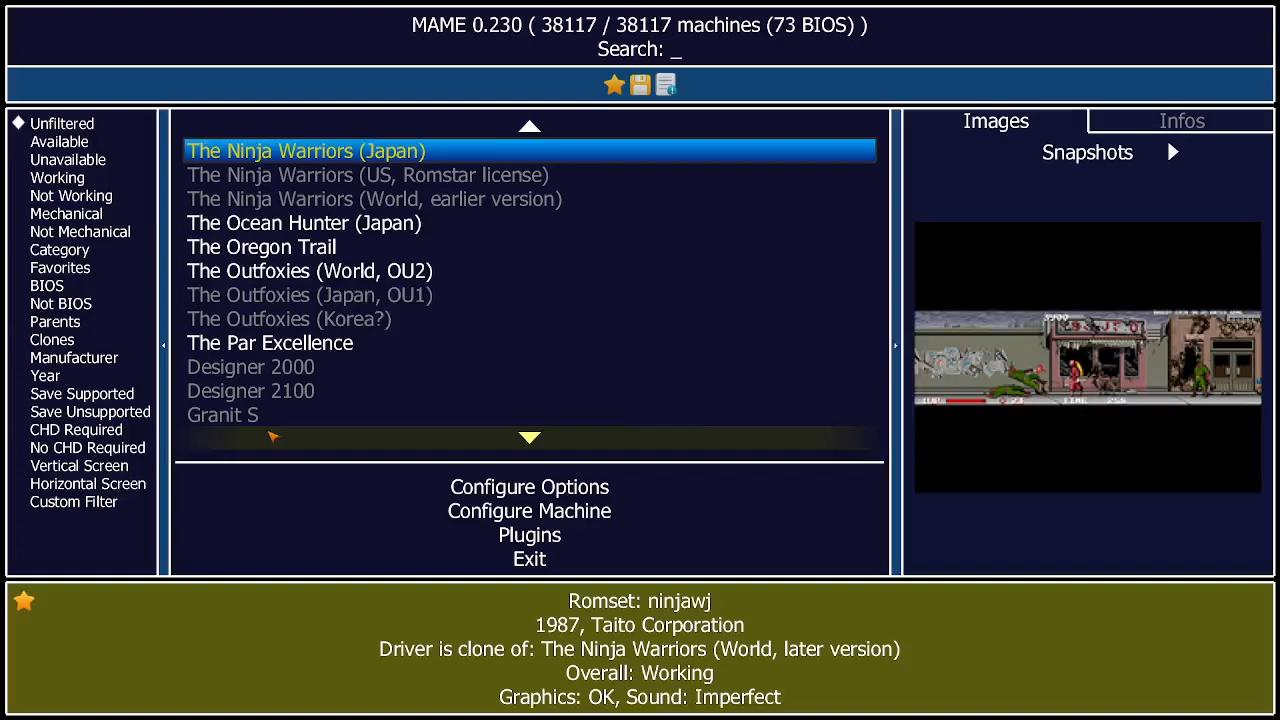 MAME 0.230 ( 38117 / 38117 machines (73 BIOS) )
Search: _
Unfiltered
Available
Unavailable
Working
Not Working
Mechanical
Not Mechanical
Category
Favorites
BIOS
Not BIOS
Parents
Clones
Manufacturer
Year
Save Supported
Save Unsupported
CHD Required
No CHD Required
Vertical Screen
Horizontal Screen
Custom Filter
The Ninja Warriors (Japan)
The Ninja Warriors (US, Romstar license)
The Ninja Warriors (World, earlier version)
The Ocean Hunter (Japan)
The Oregon Trail
The Outfoxies (World, OU2)
The Outfoxies (Japan, OU1)
The Outfoxies (Korea?)
The Par Excellence
Designer 2000
Designer 2100
Granit S
Configure Options
Configure Machine
Plugins
Exit
Images
Infos
Snapshots
TIME
Romset: ninjawj
1987, Taito Corporation
Driver is clone of: The Ninja Warriors (World, later version)
Overall: Working
Graphics: OK, Sound: Imperfect